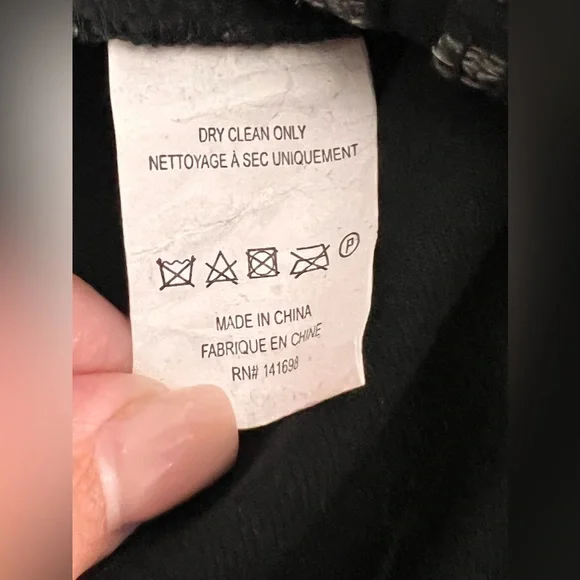 DRY CLEAN ONLY
NETTOYAGE À SEC UNIQUEMENT
P
MADE IN CHINA
FABRIQUE EN CHINE
RN# 141698